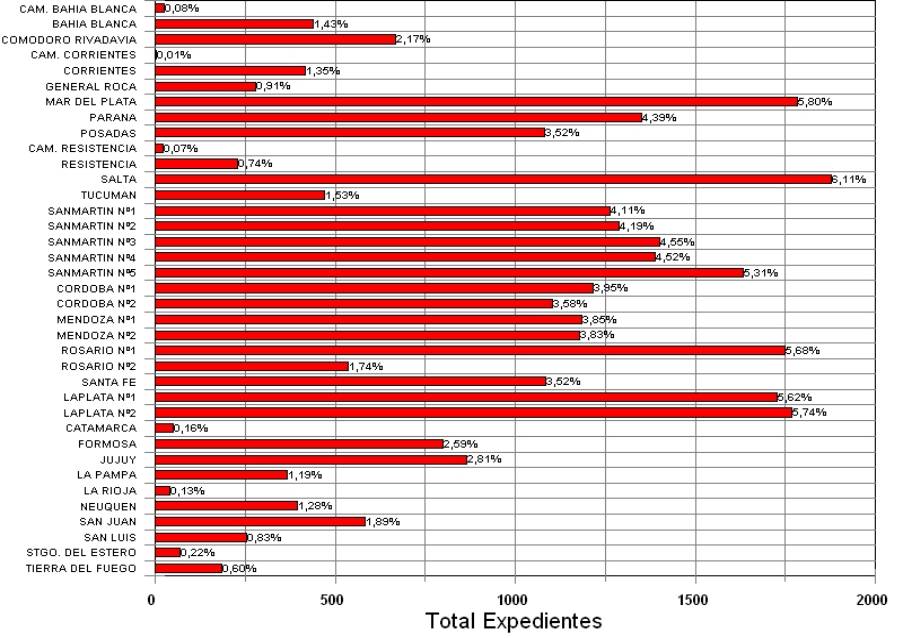 CAM. BAHIA BLANCA 0,08%
BAHIA BLANCA 1,43%
COMODORO RIVADAVIA 2,17%
CAM. CORRIENTES 0,01%
CORRIENTES 1,35%
GENERAL ROCA 0,91%
MAR DEL PLATA 5,80%
PARANA 4,39%
POSADAS 3,52%
CAM. RESISTENCIA 0,07%
RESISTENCIA 0,74%
SALTA 6,11%
TUCUMAN 1,53%
SANMARTIN Nº1 4,11%
SANMARTIN Nº2 4,19%
SANMARTIN Nº3 4,55%
SANMARTIN Nº4 4,52%
SANMARTIN Nº5 5,31%
CORDOBA Nº1 3,95%
CORDOBA Nº2 3,58%
MENDOZA Nº1 3,85%
MENDOZA Nº2 3,83%
ROSARIO Nº1 5,68%
ROSARIO Nº2 1,74%
SANTA FE 3,52%
LAPLATA Nº1 5,62%
LAPLATA Nº2 5,74%
CATAMARCA 0,16%
FORMOSA 2,59%
JUJUY 2,81%
LA PAMPA 1,19%
LA RIOJA 0,13%
NEUQUEN 1,28%
SAN JUAN 1,89%
SAN LUIS 0,83%
STGO. DEL ESTERO 0,22%
TIERRA DEL FUEGO 0,60%
0 500 1000 1500 2000
Total Expedientes